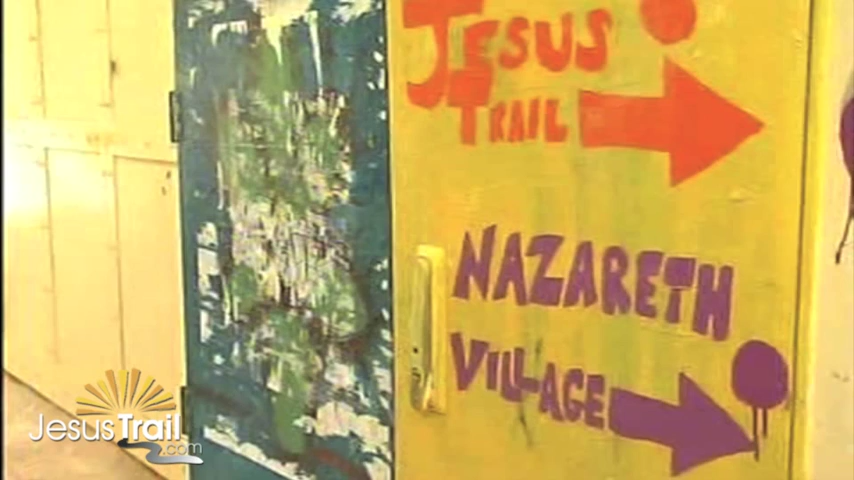 JESUS
TRAIL
NAZARETH
VILLAGE
JESUSTRAIL
.com